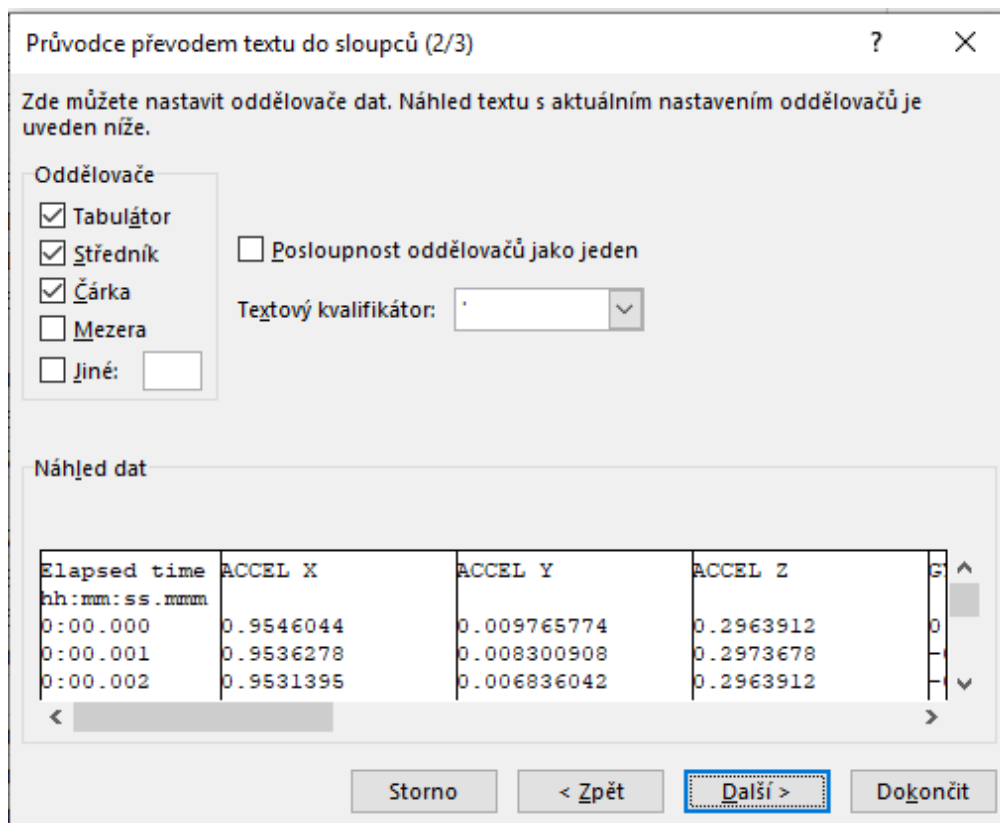 Průvodce převodem textu do sloupců (2/3) ?
Zde můžete nastavit oddělovače dat. Náhled textu s aktuálním nastavením oddělovačů je
uveden níže.
Oddělovače
Tabulátor
Středník
Čárka
Mezera
Jiné:
Posloupnost oddělovačů jako jeden
Textový kvalifikátor: '
Náhled dat
Elapsed time ACCEL X ACCEL Y ACCEL Z
hh:mm:ss.mmm
0:00.000 0.9546044 0.009765774 0.2963912 0
0:00.001 0.9536278 0.008300908 0.2973678
0:00.002 0.9531395 0.006836042 0.2963912
Storno < Zpět Další > Dokončit